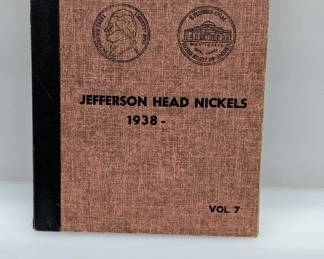 JEFFERSON HEAD NICKELS
1938-
VOL 7